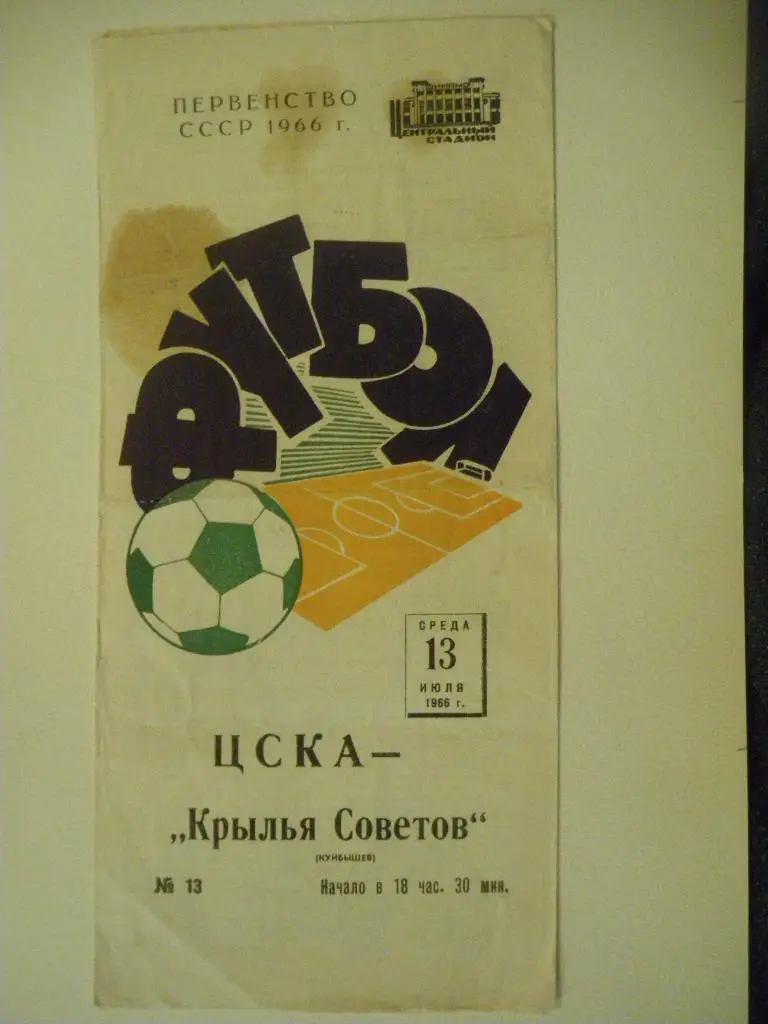 ПЕРВЕНСТВО
СССР 1966 г.
ДИНАМО
ЦЕНТРАЛЬНЫЙ
СТАДИОН
ФУТБОЛ
СРЕДА
13
ИЮЛЯ
1966 г.
ЦСКА –
„Крылья Советов“
(КУЙБЫШЕВ)
№ 13 Начало в 18 час. 30 мин.